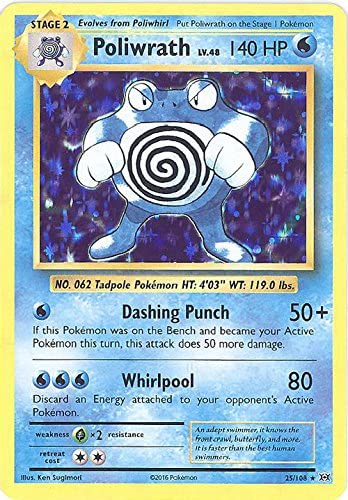 STAGE 2 Evolves from Poliwhirl Put Poliwrath on the Stage 1 Pokémon
Poliwrath LV.48 140 HP
NO. 062 Tadpole Pokémon HT: 4'03" WT: 119.0 lbs.
Dashing Punch 50+
If this Pokémon was on the Bench and became your Active
Pokémon this turn, this attack does 50 more damage.
Whirlpool 80
Discard an Energy attached to your opponent's Active
Pokémon.
weakness ×2 resistance
retreat
cost
An adept swimmer, it knows the
front crawl, butterfly, and more.
It is faster than the best human
swimmers.
Illus. Ken Sugimori ©2016 Pokémon 25/108 ★